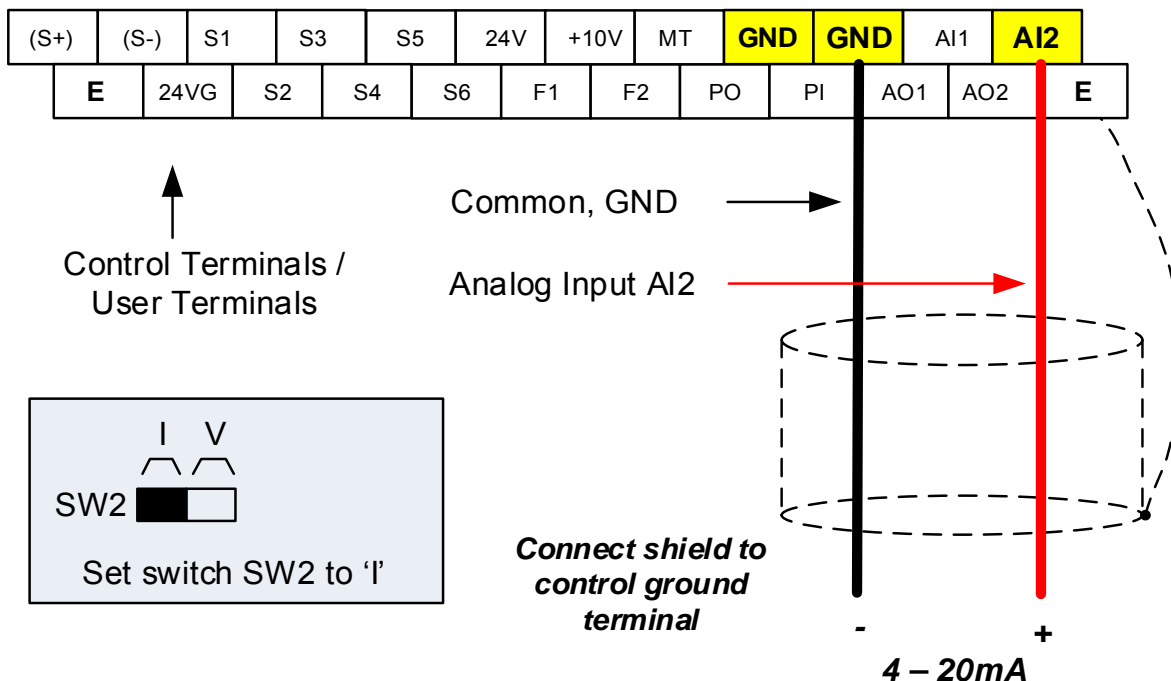 (S+) (S-) S1 S3 S5 24V +10V MT GND GND AI1 AI2
E 24VG S2 S4 S6 F1 F2 PO PI AO1 AO2 E
Common, GND
Control Terminals /
User Terminals
Analog Input AI2
I V
SW2
Set switch SW2 to ‘I’
Connect shield to
control ground
terminal
- +
4 – 20mA